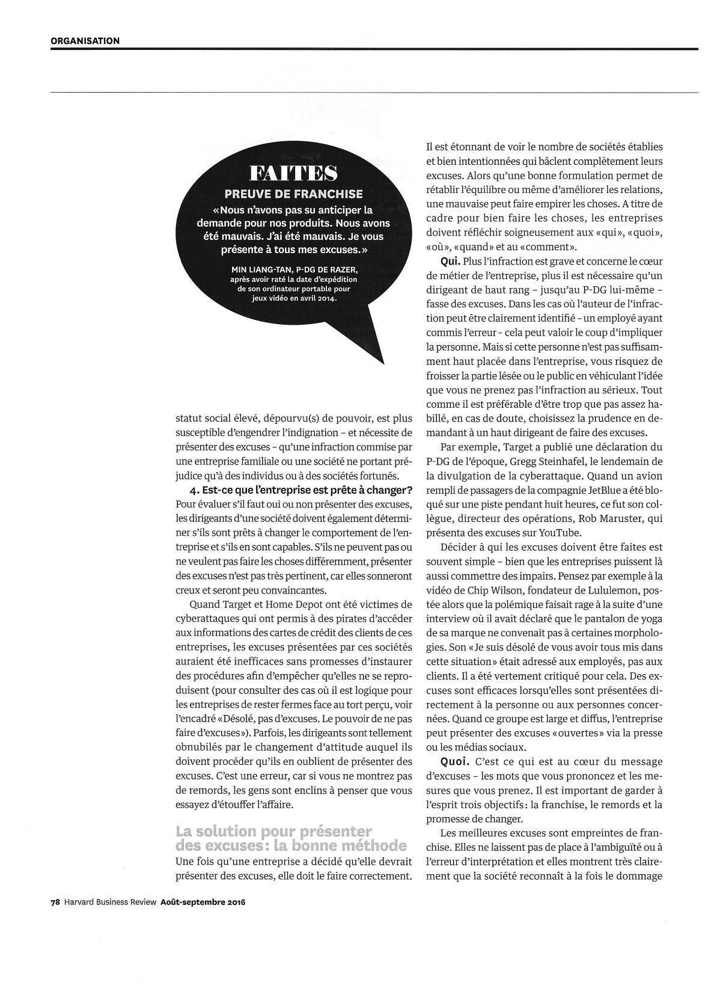 ORGANISATION
FAITES
PREUVE DE FRANCHISE
«Nous n'avons pas su anticiper la
demande pour nos produits. Nous avons
été mauvais. J'ai été mauvais. Je vous
présente à tous mes excuses.»
MIN LIANG-TAN, P-DG DE RAZER,
après avoir raté la date d'expédition
de son ordinateur portable pour
jeux vidéo en avril 2014.
statut social élevé, dépourvu(s) de pouvoir, est plus
susceptible d'engendrer l'indignation – et nécessite de
présenter des excuses – qu'une infraction commise par
une entreprise familiale ou une société ne portant pré-
judice qu'à des individus ou à des sociétés fortunés.
4. Est-ce que l'entreprise est prête à changer?
Pour évaluer s'il faut oui ou non présenter des excuses,
les dirigeants d'une société doivent également détermi-
ner s'ils sont prêts à changer le comportement de l'en-
treprise et s'ils en sont capables. S'ils ne peuvent pas ou
ne veulent pas faire les choses différemment, présenter
des excuses n'est pas très pertinent, car elles sonneront
creux et seront peu convaincantes.
Quand Target et Home Depot ont été victimes de
cyberattaques qui ont permis à des pirates d'accéder
aux informations des cartes de crédit des clients de ces
entreprises, les excuses présentées par ces sociétés
auraient été inefficaces sans promesses d'instaurer
des procédures afin d'empêcher qu'elles ne se repro-
duisent (pour consulter des cas où il est logique pour
les entreprises de rester fermes face au tort perçu, voir
l'encadré «Désolé, pas d'excuses. Le pouvoir de ne pas
faire d'excuses»). Parfois, les dirigeants sont tellement
obnubilés par le changement d'attitude auquel ils
doivent procéder qu'ils en oublient de présenter des
excuses. C'est une erreur, car si vous ne montrez pas
de remords, les gens sont enclins à penser que vous
essayez d'étouffer l'affaire.
La solution pour présenter
des excuses: la bonne méthode
Une fois qu'une entreprise a décidé qu'elle devrait
présenter des excuses, elle doit le faire correctement.
Il est étonnant de voir le nombre de sociétés établies
et bien intentionnées qui bâclent complètement leurs
excuses. Alors qu'une bonne formulation permet de
rétablir l'équilibre ou même d'améliorer les relations,
une mauvaise peut faire empirer les choses. A titre de
cadre pour bien faire les choses, les entreprises
doivent réfléchir soigneusement aux «qui», «quoi»,
«où», «quand» et au «comment».
Qui. Plus l'infraction est grave et concerne le cœur
de métier de l'entreprise, plus il est nécessaire qu'un
dirigeant de haut rang – jusqu'au P-DG lui-même –
fasse des excuses. Dans les cas où l'auteur de l'infrac-
tion peut être clairement identifié – un employé ayant
commis l'erreur – cela peut valoir le coup d'impliquer
la personne. Mais si cette personne n'est pas suffisam-
ment haut placée dans l'entreprise, vous risquez de
froisser la partie lésée ou le public en véhiculant l'idée
que vous ne prenez pas l'infraction au sérieux. Tout
comme il est préférable d'être trop que pas assez ha-
billé, en cas de doute, choisissez la prudence en de-
mandant à un haut dirigeant de faire des excuses.
Par exemple, Target a publié une déclaration du
P-DG de l'époque, Gregg Steinhafel, le lendemain de
la divulgation de la cyberattaque. Quand un avion
rempli de passagers de la compagnie JetBlue a été blo-
qué sur une piste pendant huit heures, ce fut son col-
lègue, directeur des opérations, Rob Maruster, qui
présenta des excuses sur YouTube.
Décider à qui les excuses doivent être faites est
souvent simple – bien que les entreprises puissent là
aussi commettre des impairs. Pensez par exemple à la
vidéo de Chip Wilson, fondateur de Lululemon, pos-
tée alors que la polémique faisait rage à la suite d'une
interview où il avait déclaré que le pantalon de yoga
de sa marque ne convenait pas à certaines morpholo-
gies. Son «Je suis désolé de vous avoir tous mis dans
cette situation» était adressé aux employés, pas aux
clients. Il a été vertement critiqué pour cela. Des ex-
cuses sont efficaces lorsqu'elles sont présentées di-
rectement à la personne ou aux personnes concer-
nées. Quand ce groupe est large et diffus, l'entreprise
peut présenter des excuses «ouvertes» via la presse
ou les médias sociaux.
Quoi. C'est ce qui est au cœur du message
d'excuses – les mots que vous prononcez et les me-
sures que vous prenez. Il est important de garder à
l'esprit trois objectifs: la franchise, le remords et la
promesse de changer.
Les meilleures excuses sont empreintes de fran-
chise. Elles ne laissent pas de place à l'ambiguïté ou à
l'erreur d'interprétation et elles montrent très claire-
ment que la société reconnaît à la fois le dommage
78 Harvard Business Review Août-septembre 2016